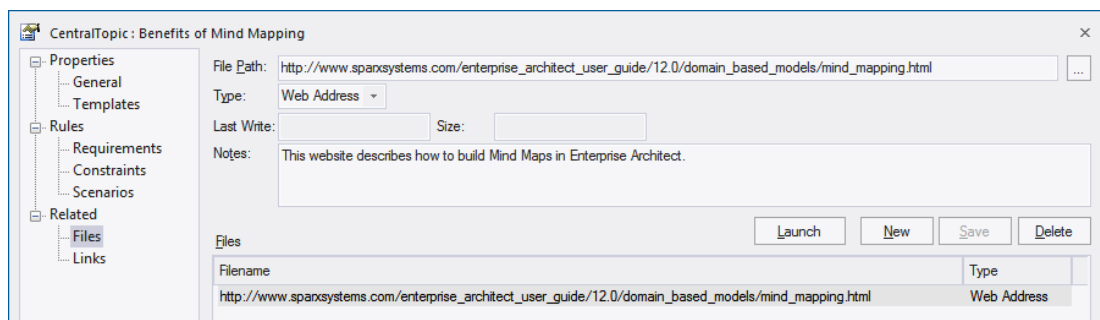 CentralTopic : Benefits of Mind Mapping
Properties
General
Templates
Rules
Requirements
Constraints
Scenarios
Related
Files
Links
File Path: http://www.sparxsystems.com/enterprise_architect_user_guide/12.0/domain_based_models/mind_mapping.html ...
Type: Web Address
Last Write: Size:
Notes: This website describes how to build Mind Maps in Enterprise Architect.
Launch New Save Delete
Files
Filename Type
http://www.sparxsystems.com/enterprise_architect_user_guide/12.0/domain_based_models/mind_mapping.html Web Address